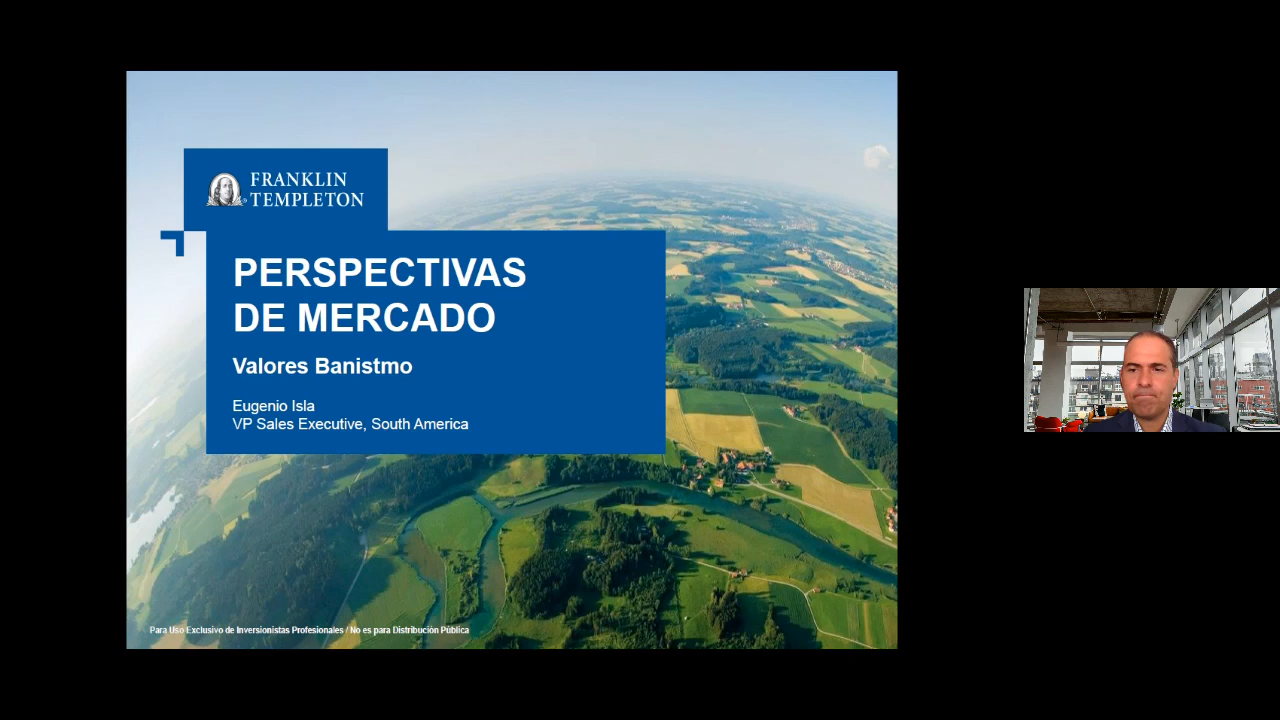 FRANKLIN
TEMPLETON
PERSPECTIVAS
DE MERCADO
Valores Banistmo
Eugenio Isla
VP Sales Executive, South America
Para Uso Exclusivo de Inversionistas Profesionales / No es para Distribución Pública